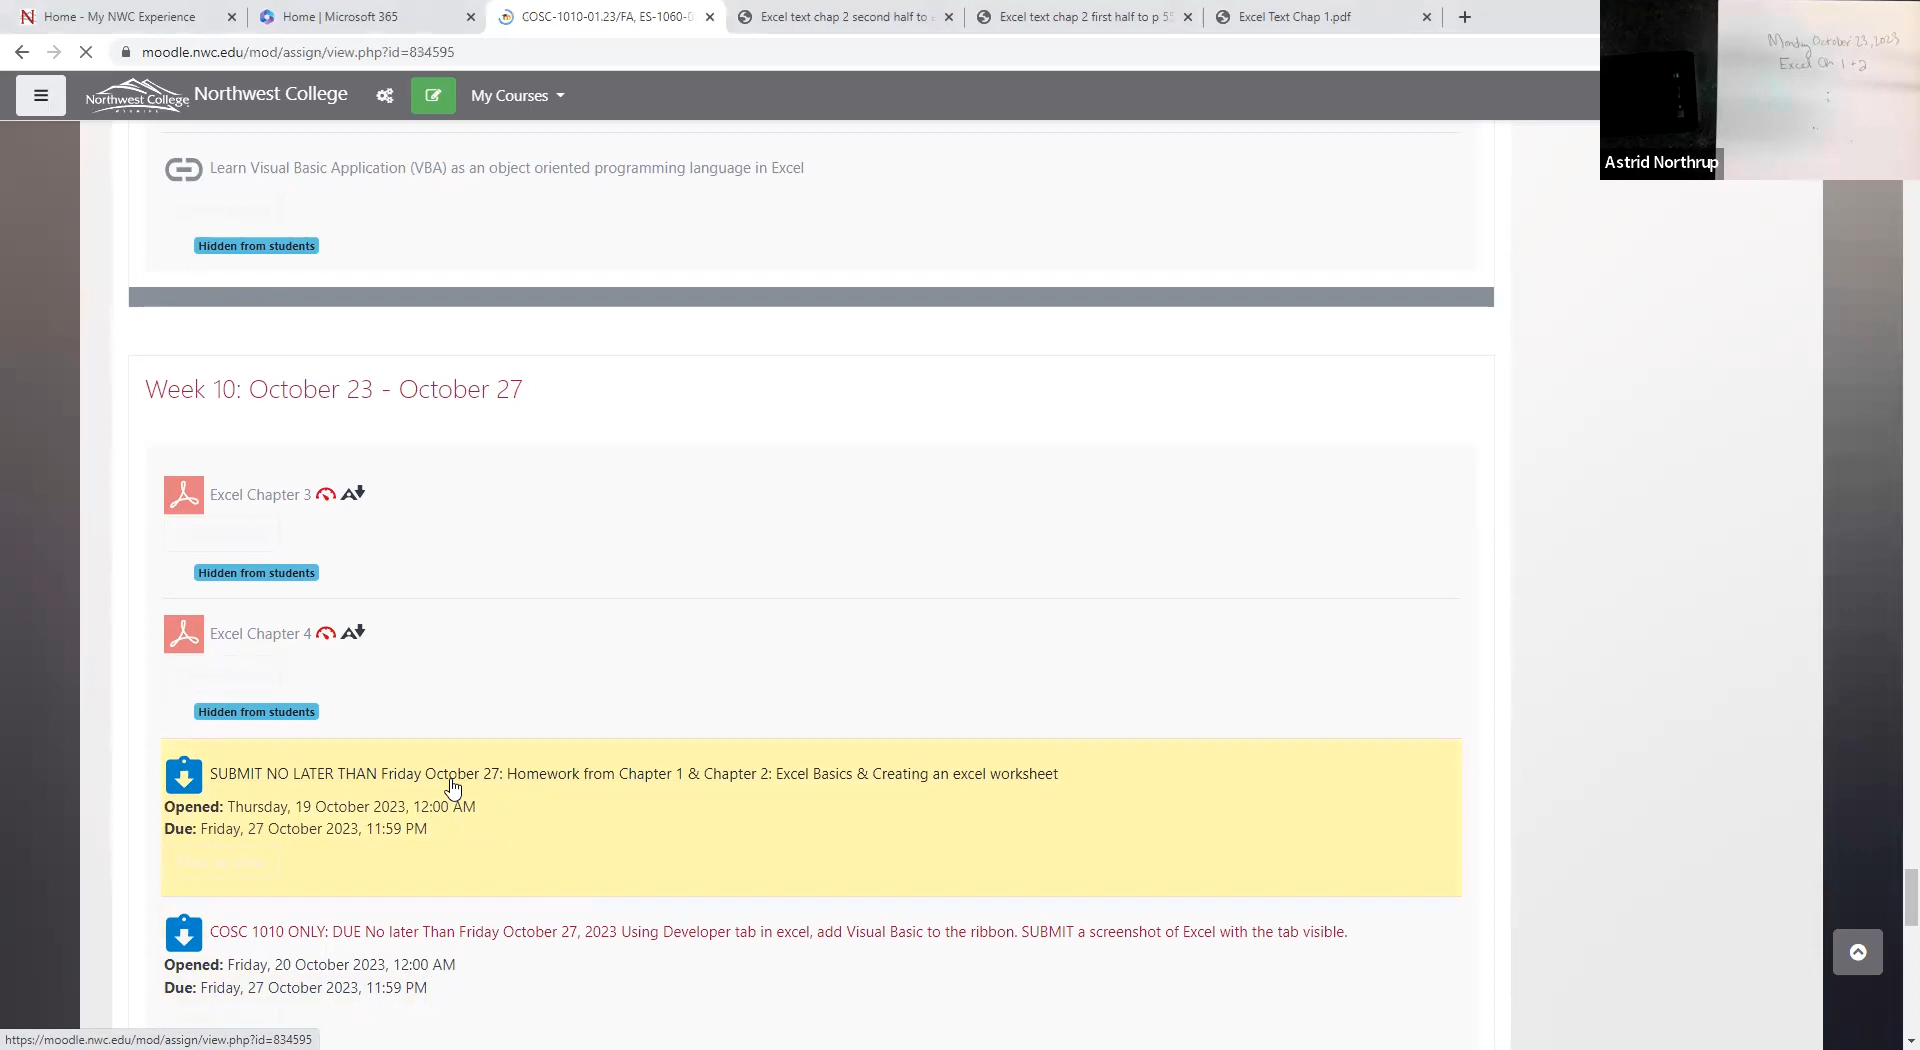 Home - My NWC Experience
Home | Microsoft 365
COSC-1010-01.23/FA, ES-1060-0
Excel text chap 2 second half to
Excel text chap 2 first half to p 55
Excel Text Chap 1.pdf
moodle.nwc.edu/mod/assign/view.php?id=834595
Monday October 23, 2023
Excel Ch 1 + 2
Northwest College
Northwest College
My Courses
Astrid Northrup
Learn Visual Basic Application (VBA) as an object oriented programming language in Excel
Hidden from students
Week 10: October 23 - October 27
Excel Chapter 3
Hidden from students
Excel Chapter 4
Hidden from students
SUBMIT NO LATER THAN Friday October 27: Homework from Chapter 1 & Chapter 2: Excel Basics & Creating an excel worksheet
Opened: Thursday, 19 October 2023, 12:00 AM
Due: Friday, 27 October 2023, 11:59 PM
COSC 1010 ONLY: DUE No later Than Friday October 27, 2023 Using Developer tab in excel, add Visual Basic to the ribbon. SUBMIT a screenshot of Excel with the tab visible.
Opened: Friday, 20 October 2023, 12:00 AM
Due: Friday, 27 October 2023, 11:59 PM
https://moodle.nwc.edu/mod/assign/view.php?id=834595